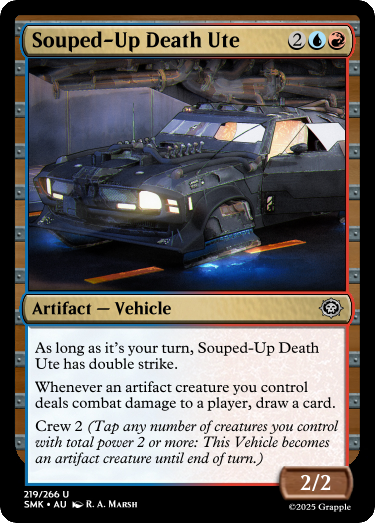 Souped-Up Death Ute 2
Artifact — Vehicle
As long as it's your turn, Souped-Up Death
Ute has double strike.
Whenever an artifact creature you control
deals combat damage to a player, draw a card.
Crew 2 (Tap any number of creatures you control
with total power 2 or more: This Vehicle becomes
an artifact creature until end of turn.)
2/2
219/266 U
SMK • AU R. A. Marsh
©2025 Grapple